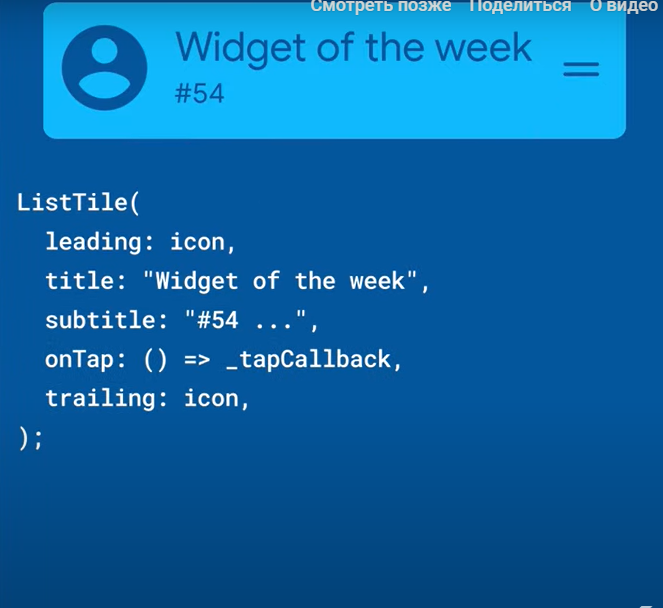 Смотреть позже Поделиться О видео
Widget of the week
#54
ListTile(
  leading: icon,
  title: "Widget of the week",
  subtitle: "#54 ...",
  onTap: () => _tapCallback,
  trailing: icon,
);